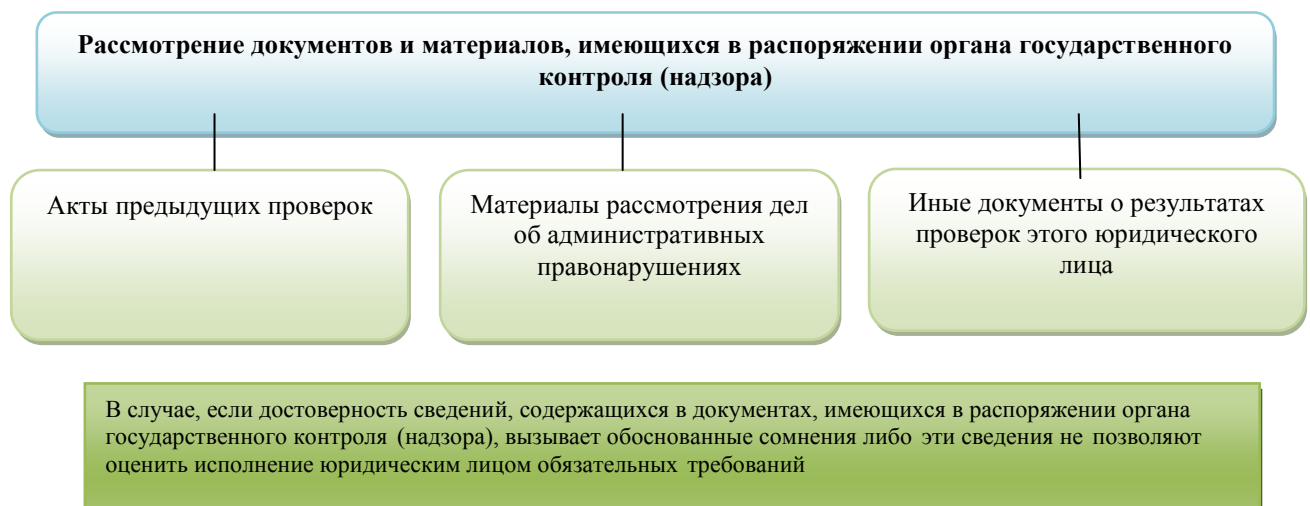 Рассмотрение документов и материалов, имеющихся в распоряжении органа государственного
контроля (надзора)
Акты предыдущих проверок
Материалы рассмотрения дел
об административных
правонарушениях
Иные документы о результатах
проверок этого юридического
лица
В случае, если достоверность сведений, содержащихся в документах, имеющихся в распоряжении органа
государственного контроля (надзора), вызывает обоснованные сомнения либо эти сведения не позволяют
оценить исполнение юридическим лицом обязательных требований